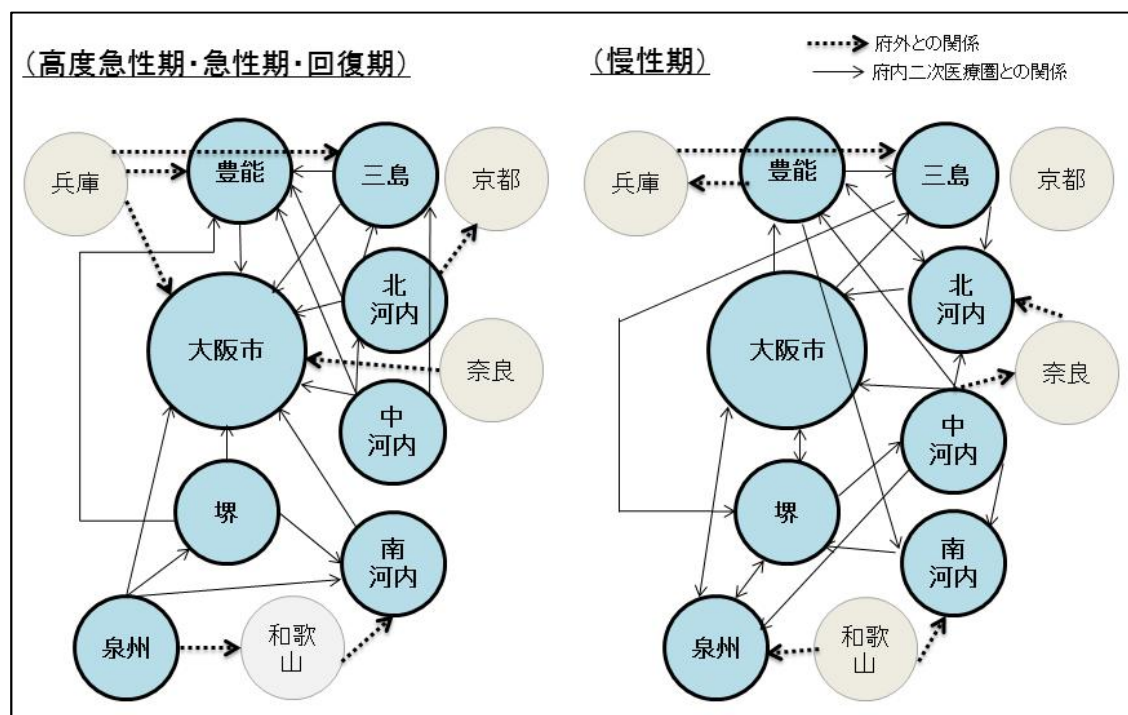 （高度急性期・急性期・回復期）
兵庫
豊能
三島
京都
北
河内
大阪市
奈良
中
河内
堺
南
河内
泉州
和歌
山
（慢性期）
府外との関係
府内二次医療圏との関係
兵庫
豊能
三島
京都
北
河内
大阪市
奈良
中
河内
堺
南
河内
泉州
和歌
山